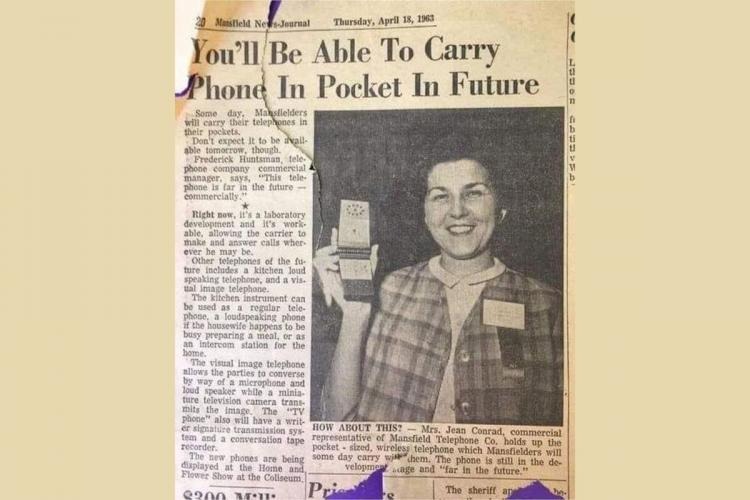 20 Mansfield News-Journal Thursday, April 18, 1963
You'll Be Able To Carry
Phone In Pocket In Future
Some day, Mansfielders
will carry their telephones in
their pockets.
Don't expect it to be avail-
able tomorrow, though.
Frederick Huntsman, tele-
phone company commercial
manager, says, "This tele-
phone is far in the future —
commercially."
Right now, it's a laboratory
development and it's work-
able, allowing the carrier to
make and answer calls wher-
ever he may be.
Other telephones of the fu-
ture includes a kitchen loud
speaking telephone, and a vis-
ual image telephone.
The kitchen instrument can
be used as a regular tele-
phone, a loudspeaking phone
if the housewife happens to be
busy preparing a meal, or as
an intercom station for the
home.
The visual image telephone
allows the parties to converse
by way of a microphone and
loud speaker while a minia-
ture television camera trans-
mits the image. The "TV
phone" also will have a writ-
er signature transmission sys-
tem and a conversation tape
recorder.
The new phones are being
displayed at the Home and
Flower Show at the Coliseum.
HOW ABOUT THIS? — Mrs. Jean Conrad, commercial
representative of Mansfield Telephone Co. holds up the
pocket - sized, wireless telephone which Mansfielders will
some day carry with them. The phone is still in the de-
velopment stage and "far in the future."
$300
The sheriff